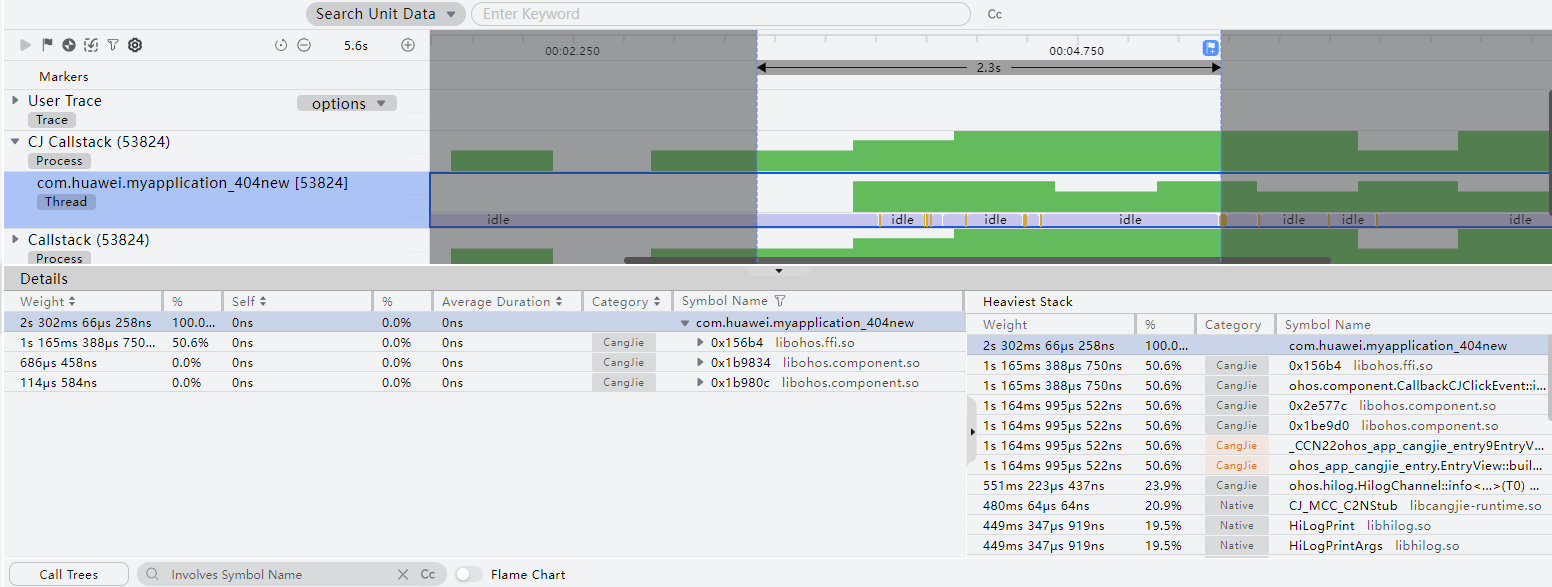 Search Unit Data Enter Keyword Cc
5.6s 00:02.250 00:04.750
2.3s
Markers
User Trace options
Trace
CJ Callstack (53824)
Process
com.huawei.myapplication_404new [53824]
Thread
idle idle idle idle idle idle idle
Callstack (53824)
Process
Details
Weight % Self % Average Duration Category Symbol Name
2s 302ms 66μs 258ns 100.0... 0ns 0.0% 0ns com.huawei.myapplication_404new
1s 165ms 388μs 750... 50.6% 0ns 0.0% 0ns CangJie 0x156b4 libohos.ffi.so
686μs 458ns 0.0% 0ns 0.0% 0ns CangJie 0x1b9834 libohos.component.so
114μs 584ns 0.0% 0ns 0.0% 0ns CangJie 0x1b980c libohos.component.so
Heaviest Stack
Weight % Category Symbol Name
2s 302ms 66μs 258ns 100.0... com.huawei.myapplication_404new
1s 165ms 388μs 750ns 50.6% CangJie 0x156b4 libohos.ffi.so
1s 165ms 388μs 750ns 50.6% CangJie ohos.component.CallbackCJClickEvent::i...
1s 164ms 995μs 522ns 50.6% CangJie 0x2e577c libohos.component.so
1s 164ms 995μs 522ns 50.6% CangJie 0x1be9d0 libohos.component.so
1s 164ms 995μs 522ns 50.6% CangJie _CCN22ohos_app_cangjie_entry9EntryV...
1s 164ms 995μs 522ns 50.6% CangJie ohos_app_cangjie_entry.EntryView::buil...
551ms 223μs 437ns 23.9% CangJie ohos.hilog.HilogChannel::info<...>(T0) ...
480ms 64μs 64ns 20.9% Native CJ_MCC_C2NStub libcangjie-runtime.so
449ms 347μs 919ns 19.5% Native HiLogPrint libhilog.so
449ms 347μs 919ns 19.5% Native HiLogPrintArgs libhilog.so
Call Trees Involves Symbol Name Cc Flame Chart